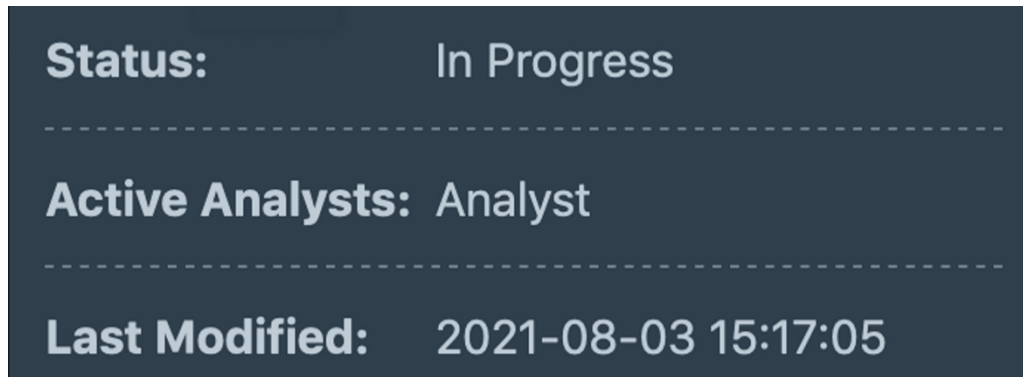 Status: In Progress
Active Analysts: Analyst
Last Modified: 2021-08-03 15:17:05